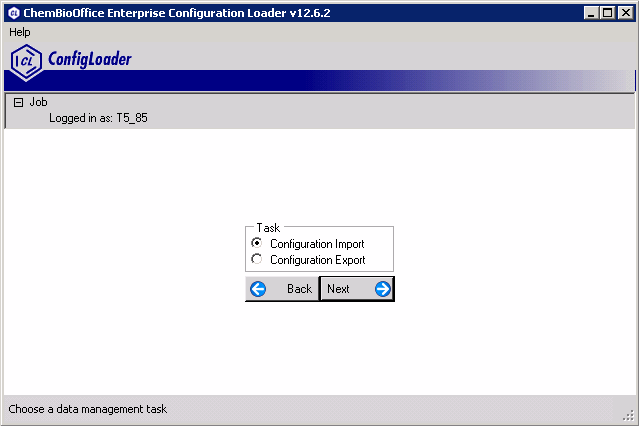 ChemBioOffice Enterprise Configuration Loader v12.6.2
Help
CL ConfigLoader
Job
Logged in as: T5_85
Task
Configuration Import
Configuration Export
Back Next
Choose a data management task